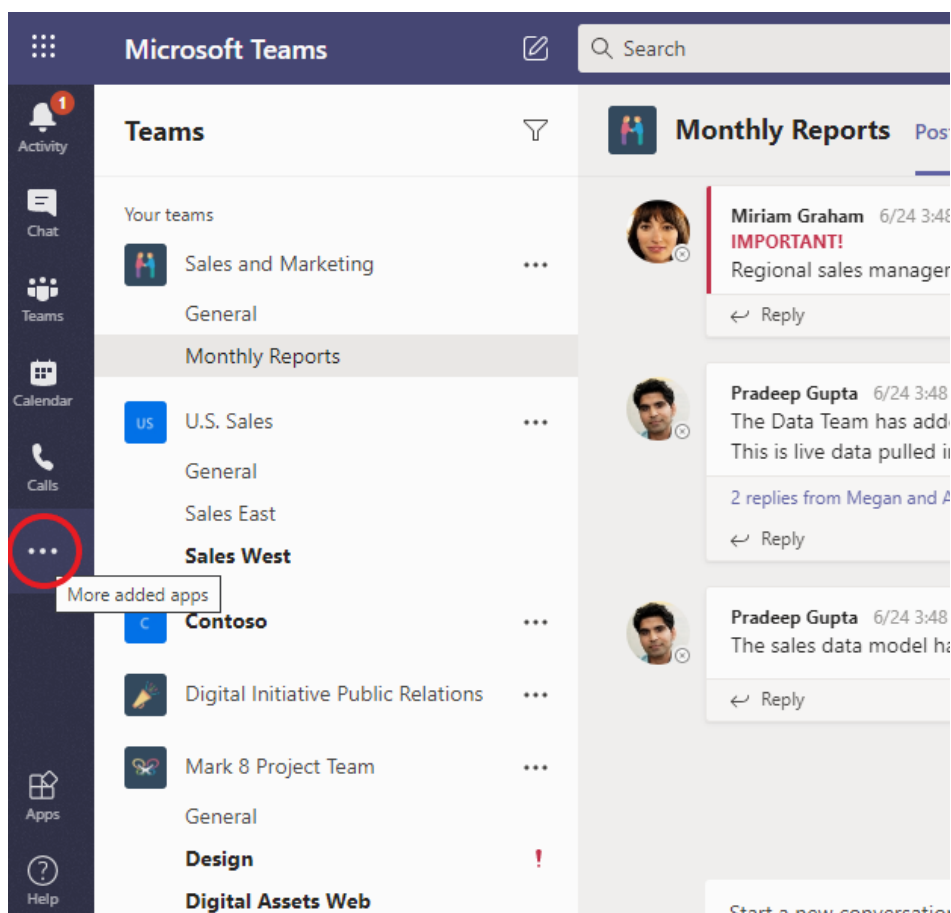 Microsoft Teams
Search
1
Activity
Chat
Teams
Calendar
Calls
More added apps
Apps
Help
Teams
Your teams
Sales and Marketing
General
Monthly Reports
US
U.S. Sales
General
Sales East
Sales West
C
Contoso
Digital Initiative Public Relations
Mark 8 Project Team
General
Design
!
Digital Assets Web
Monthly Reports
Miriam Graham 6/24 3:48
IMPORTANT!
Regional sales
Reply
Pradeep Gupta 6/24 3:48
The Data Team has
This is live data pulled
2 replies from Megan and
Reply
Pradeep Gupta 6/24 3:48
The sales data model
Reply
Start a new